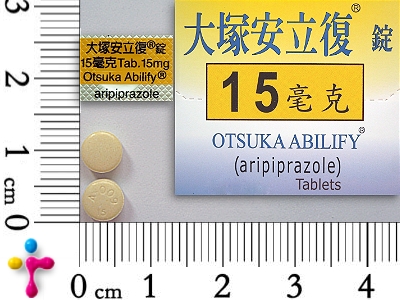 大塚安立復®錠
15毫克Tab.15mg
Otsuka Abilify®
aripiprazole
大塚安立復®錠
15毫克
OTSUKA ABILIFY®
(aripiprazole)
Tablets
A-009
15
3
2
1
cm
0
0 cm 1 2 3 4